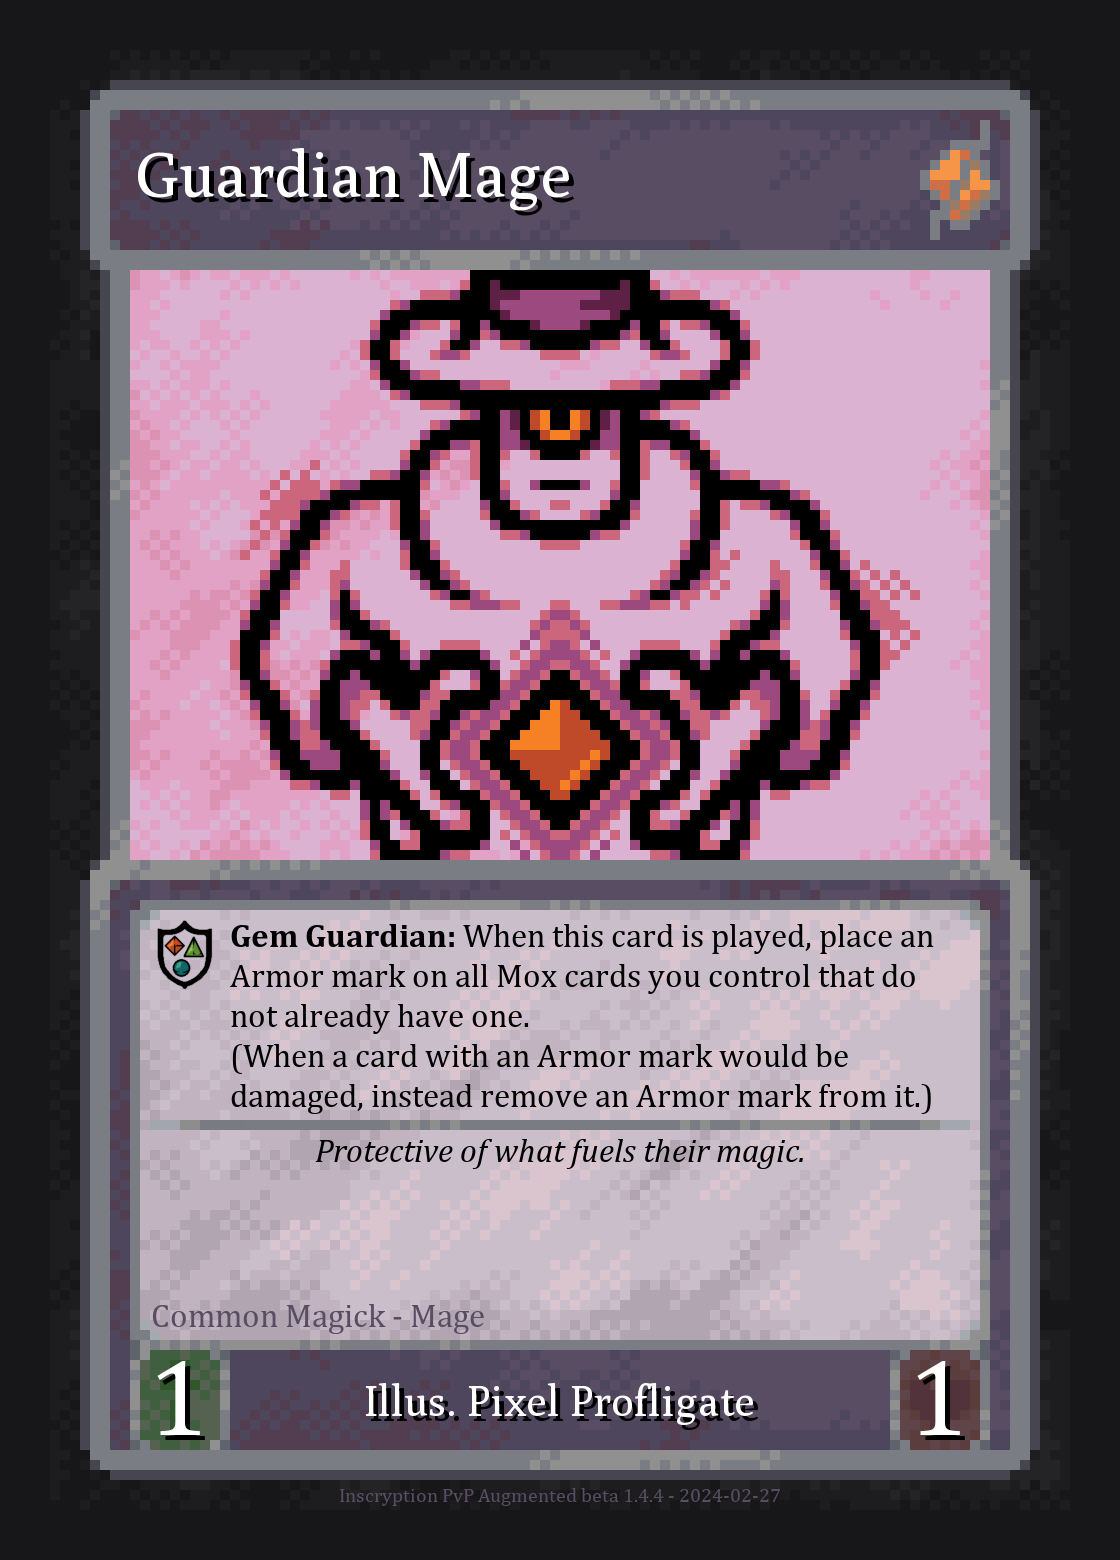 Guardian Mage
Gem Guardian: When this card is played, place an
Armor mark on all Mox cards you control that do
not already have one.
(When a card with an Armor mark would be
damaged, instead remove an Armor mark from it.)
Protective of what fuels their magic.
Common Magick - Mage
1
Illus. Pixel Profligate
1
Inscryption PvP Augmented beta 1.4.4 - 2024-02-27